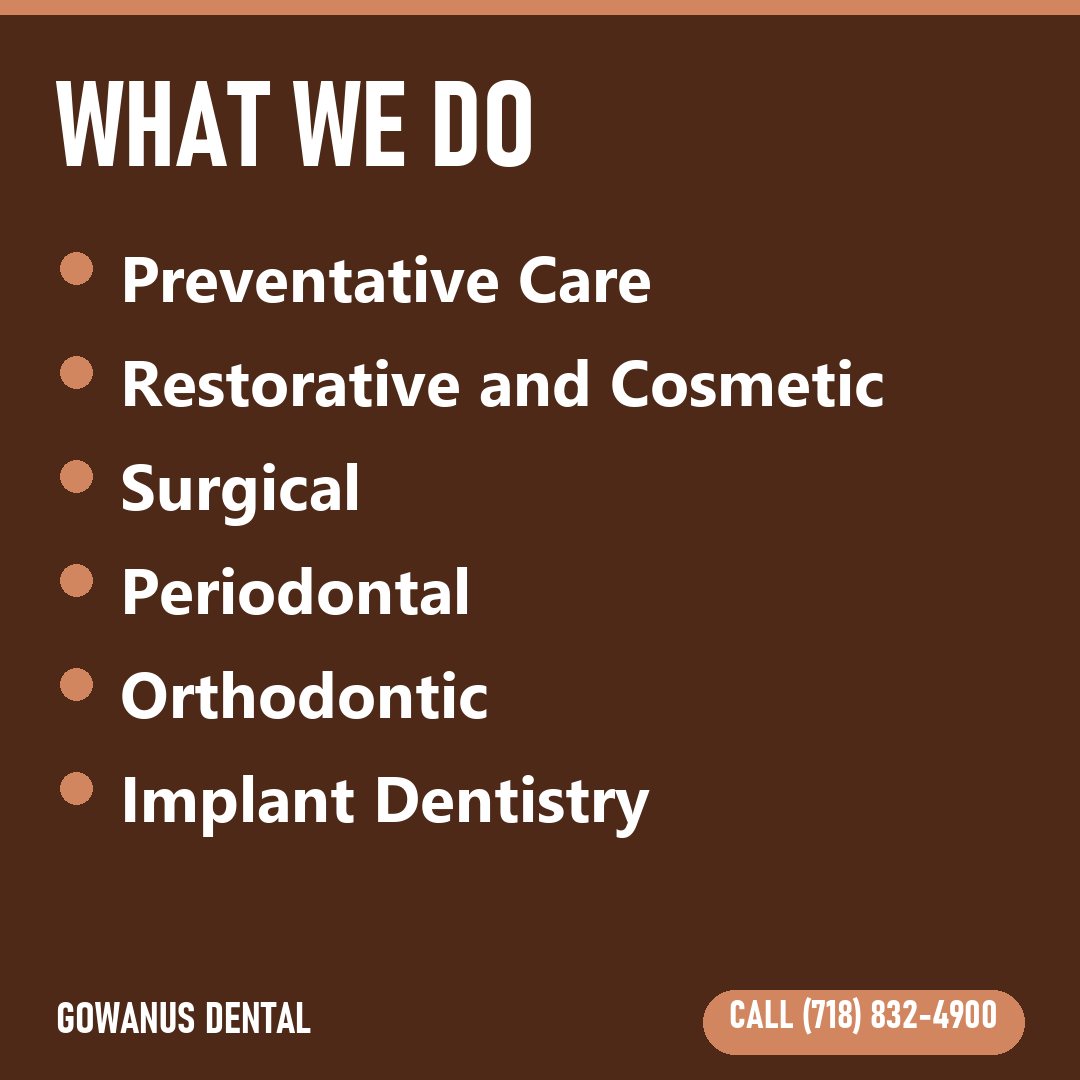 WHAT WE DO
Preventative Care
Restorative and Cosmetic
Surgical
Periodontal
Orthodontic
Implant Dentistry
GOWANUS DENTAL
CALL (718) 832-4900